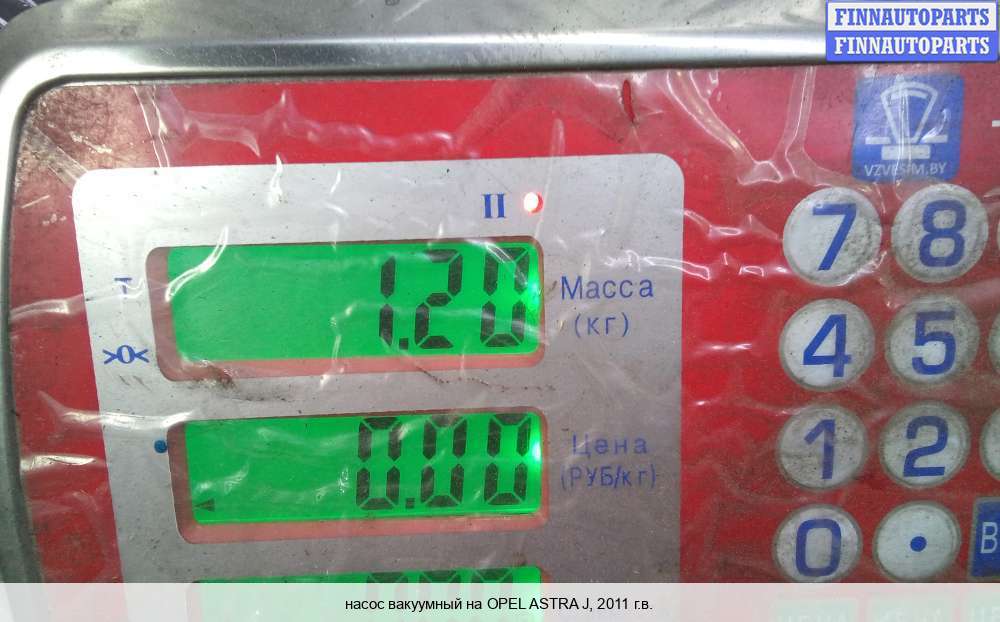 FINNAUTOPARTS
FINNAUTOPARTS
VZVESIM.BY
II
7 8
1.20
Масса
(кг)
T
>0<
4 5
0.00
Цена
(РУБ/кг)
1 2
0 .
В
насос вакуумный на OPEL ASTRA J, 2011 г.в.